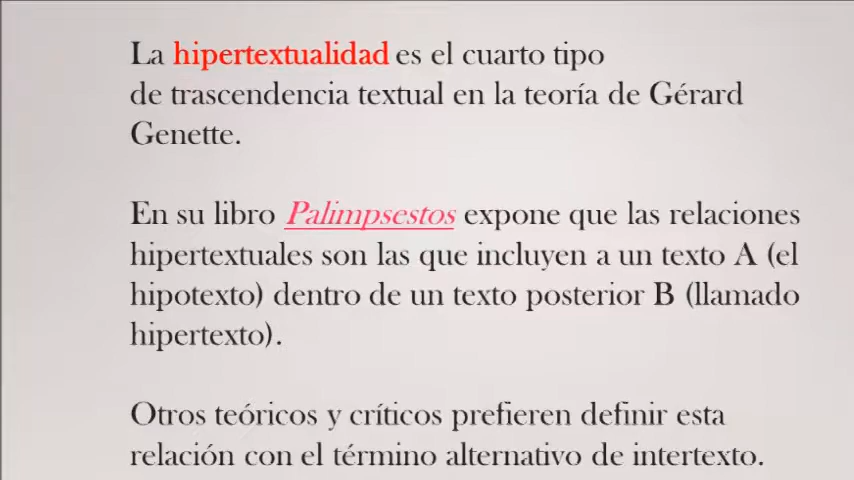 La hipertextualidad es el cuarto tipo
de trascendencia textual en la teoría de Gérard
Genette.
En su libro Palimpsestos expone que las relaciones
hipertextuales son las que incluyen a un texto A (el
hipotexto) dentro de un texto posterior B (llamado
hipertexto).
Otros teóricos y críticos prefieren definir esta
relación con el término alternativo de intertexto.